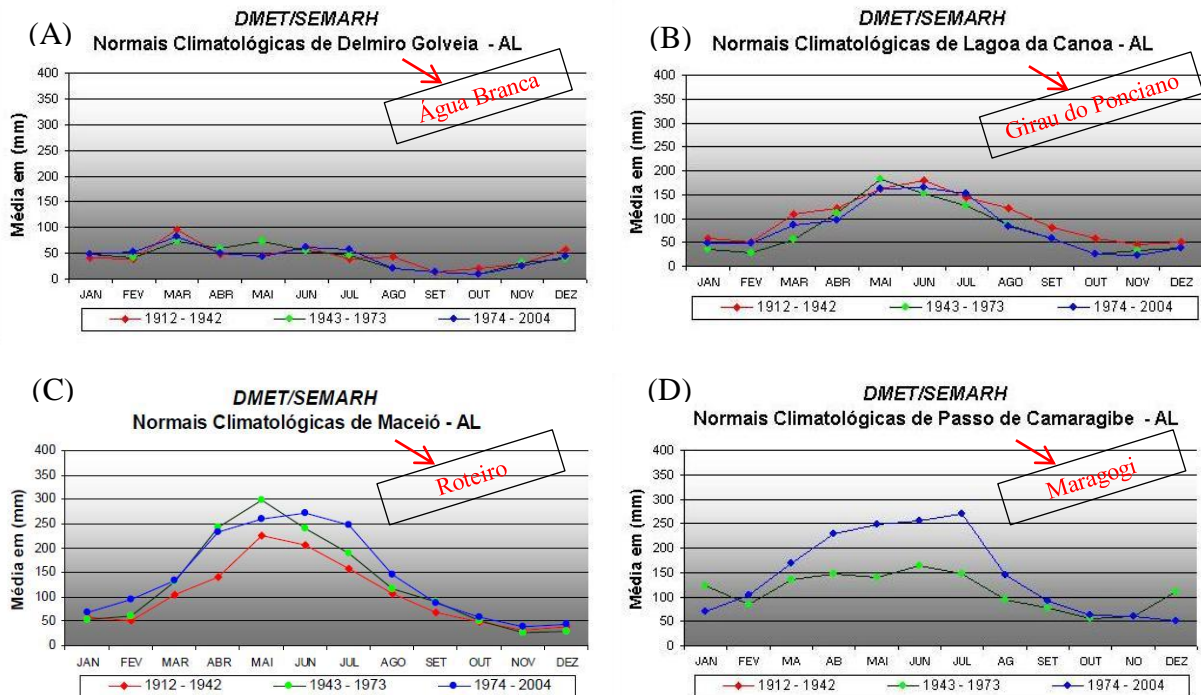 (A)
DMET/SEMARH
Normais Climatológicas de Delmiro Golveia - AL
Água Branca
Média em (mm)
400
350
300
250
200
150
100
50
0
JAN FEV MAR ABR MAI JUN JUL AGO SET OUT NOV DEZ
1912 - 1942 1943 - 1973 1974 - 2004
(B)
DMET/SEMARH
Normais Climatológicas de Lagoa da Canoa - AL
Girau do Ponciano
Média em (mm)
400
350
300
250
200
150
100
50
0
JAN FEV MAR ABR MAI JUN JUL AGO SET OUT NOV DEZ
1912 - 1942 1943 - 1973 1974 - 2004
(C)
DMET/SEMARH
Normais Climatológicas de Maceió - AL
Roteiro
Média em (mm)
400
350
300
250
200
150
100
50
0
JAN FEV MAR ABR MAI JUN JUL AGO SET OUT NOV DEZ
1912 - 1942 1943 - 1973 1974 - 2004
(D)
DMET/SEMARH
Normais Climatológicas de Passo de Camaragibe - AL
Maragogi
Média em (mm)
400
350
300
250
200
150
100
50
0
JAN FEV MA AB MAI JUN JUL AG SET OUT NO DEZ
1912 - 1942 1943 - 1973 1974 - 2004